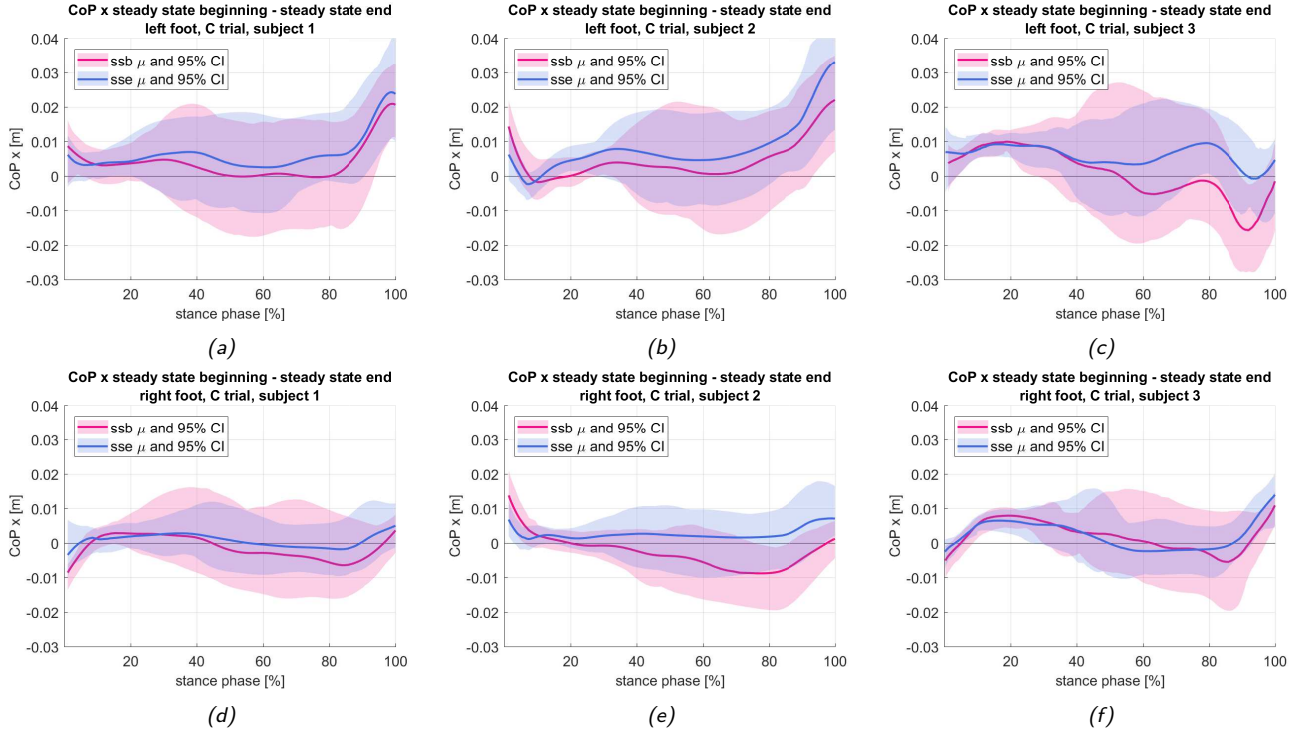 CoP x steady state beginning - steady state end
left foot, C trial, subject 1
0.04
0.03
0.02
0.01
0
-0.01
-0.02
-0.03
CoP x [m]
ssb μ and 95% CI
sse μ and 95% CI
20 40 60 80 100
stance phase [%]
(a)
CoP x steady state beginning - steady state end
left foot, C trial, subject 2
0.04
0.03
0.02
0.01
0
-0.01
-0.02
-0.03
CoP x [m]
ssb μ and 95% CI
sse μ and 95% CI
20 40 60 80 100
stance phase [%]
(b)
CoP x steady state beginning - steady state end
left foot, C trial, subject 3
0.04
0.03
0.02
0.01
0
-0.01
-0.02
-0.03
CoP x [m]
ssb μ and 95% CI
sse μ and 95% CI
20 40 60 80 100
stance phase [%]
(c)
CoP x steady state beginning - steady state end
right foot, C trial, subject 1
0.04
0.03
0.02
0.01
0
-0.01
-0.02
-0.03
CoP x [m]
ssb μ and 95% CI
sse μ and 95% CI
20 40 60 80 100
stance phase [%]
(d)
CoP x steady state beginning - steady state end
right foot, C trial, subject 2
0.04
0.03
0.02
0.01
0
-0.01
-0.02
-0.03
CoP x [m]
ssb μ and 95% CI
sse μ and 95% CI
20 40 60 80 100
stance phase [%]
(e)
CoP x steady state beginning - steady state end
right foot, C trial, subject 3
0.04
0.03
0.02
0.01
0
-0.01
-0.02
-0.03
CoP x [m]
ssb μ and 95% CI
sse μ and 95% CI
20 40 60 80 100
stance phase [%]
(f)